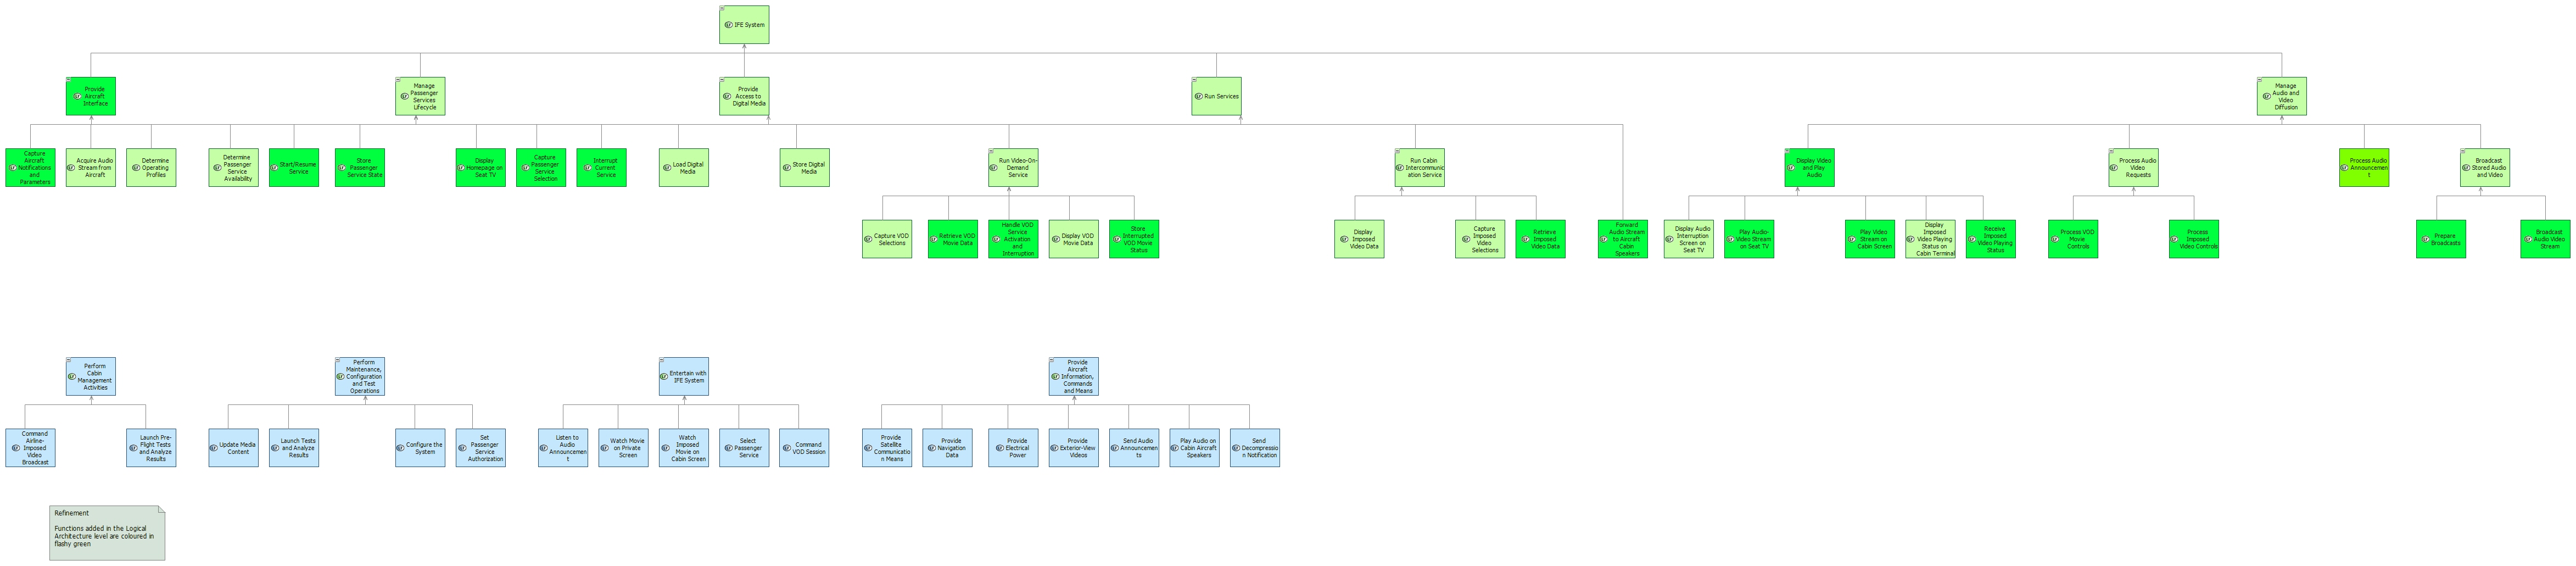 IFE System
Provide
Aircraft
Interface
Manage
Passenger
Services
Lifecycle
Provide
Access to
Digital Media
Run Services
Manage
Audio and
Video
Diffusion
Capture
Aircraft
Notifications
and
Parameters
Acquire Audio
Stream from
Aircraft
Determine
Operating
Profiles
Determine
Passenger
Service
Availability
Start/Resume
Service
Store
Passenger
Service State
Display
Homepage on
Seat TV
Capture
Passenger
Service
Selection
Interrupt
Current
Service
Load Digital
Media
Store Digital
Media
Run Video-On-
Demand
Service
Run Cabin
Intercommunic
ation Service
Display Video
and Play
Audio
Process Audio
Video
Requests
Process Audio
Announcemen
t
Broadcast
Stored Audio
and Video
Capture VOD
Selections
Retrieve VOD
Movie Data
Handle VOD
Service
Activation
and
Interruption
Display VOD
Movie Data
Store
Interrupted
VOD Movie
Status
Display
Imposed
Video Data
Capture
Imposed
Video
Selections
Retrieve
Imposed
Video Data
Forward
Audio Stream
to Aircraft
Cabin
Speakers
Display Audio
Interruption
Screen on
Seat TV
Play Audio-
Video Stream
on Seat TV
Play Video
Stream on
Cabin Screen
Display
Imposed
Video Playing
Status on
Cabin Terminal
Receive
Imposed
Video Playing
Status
Process VOD
Movie
Controls
Process
Imposed
Video Controls
Prepare
Broadcasts
Broadcast
Audio Video
Stream
Perform
Cabin
Management
Activities
Perform
Maintenance,
Configuration
and Test
Operations
Entertain with
IFE System
Provide
Aircraft
Information,
Commands
and Means
Command
Airline-
Imposed
Video
Broadcast
Launch Pre-
Flight Tests
and Analyze
Results
Update Media
Content
Launch Tests
and Analyze
Results
Configure the
System
Set
Passenger
Service
Authorization
Listen to
Audio
Announcemen
t
Watch Movie
on Private
Screen
Watch
Imposed
Movie on
Cabin Screen
Select
Passenger
Service
Command
VOD Session
Provide
Satellite
Communicatio
n Means
Provide
Navigation
Data
Provide
Electrical
Power
Provide
Exterior-View
Videos
Send Audio
Announcemen
ts
Play Audio on
Cabin Aircraft
Speakers
Send
Decompressio
n Notification
Refinement
Functions added in the Logical
Architecture level are coloured in
flashy green